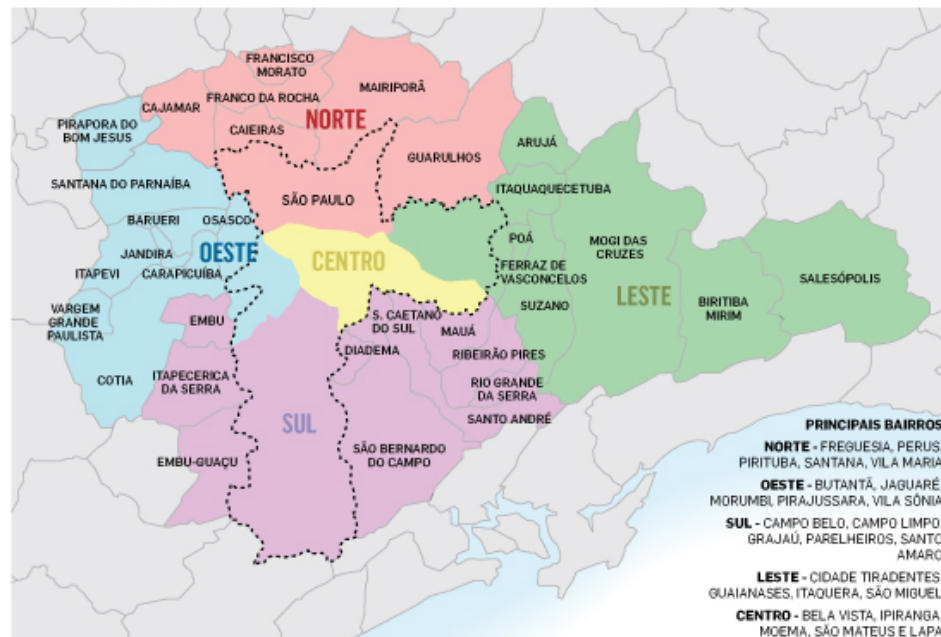 FRANCISCO
MORATO
MAIRIPORÃ
CAJAMAR
FRANCO DA ROCHA
NORTE
CAIEIRAS
PIRAPORA DO
BOM JESUS
GUARULHOS
ARUJÁ
SANTANA DO PARNAÍBA
SÃO PAULO
ITAQUAQUECETUBA
BARUERI
OSASCO
POÁ
MOGI DAS
CRUZES
JANDIRA
OESTE
CENTRO
ITAPEVI
CARAPICUÍBA
FERRAZ DE
VASCONCELOS
SALESÓPOLIS
LESTE
BIRITIBA
MIRIM
SUZANO
VARGEM
GRANDE
PAULISTA
EMBU
S. CAETANO
DO SUL
MAUÁ
DIADEMA
RIBEIRÃO PIRES
COTIA
ITAPECERICA
DA SERRA
RIO GRANDE
DA SERRA
SUL
SANTO ANDRÉ
EMBU-GUAÇU
SÃO BERNARDO
DO CAMPO
PRINCIPAIS BAIRROS
NORTE - FREGUESIA, PERUS,
PIRITUBA, SANTANA, VILA MARIA
OESTE - BUTANTÃ, JAGUARÉ,
MORUMBI, PIRAJUSSARA, VILA SÔNIA
SUL - CAMPO BELO, CAMPO LIMPO,
GRAJAÚ, PARELHEIROS, SANTO
AMARO
LESTE - CIDADE TIRADENTES,
GUAIANASES, ITAQUERA, SÃO MIGUEL
CENTRO - BELA VISTA, IPIRANGA,
MOEMA, SÃO MATEUS E LAPA